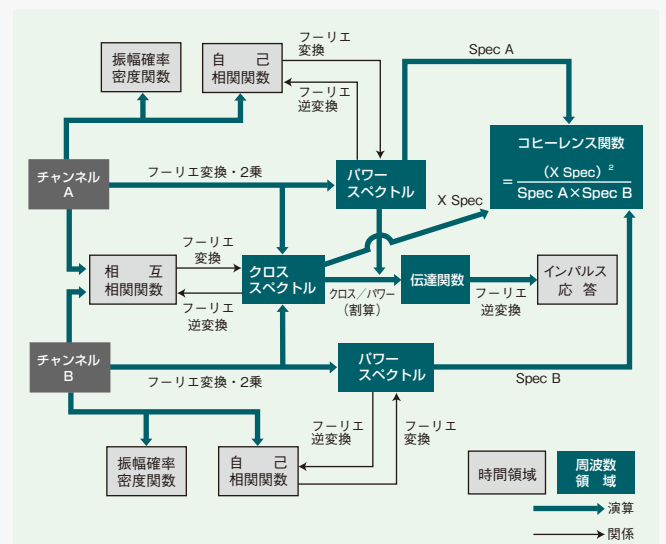 振幅確率
密度関数
自己
相関関数
フーリエ
変換
フーリエ
逆変換
Spec A
コヒーレンス関数
= (X Spec)² / Spec A×Spec B
チャンネル
A
フーリエ変換・2乗
パワー
スペクトル
X Spec
相互
相関関数
フーリエ
変換
フーリエ
逆変換
クロス
スペクトル
クロス/パワー
(割算)
伝達関数
フーリエ
逆変換
インパルス
応答
チャンネル
B
フーリエ変換・2乗
パワー
スペクトル
Spec B
振幅確率
密度関数
自己
相関関数
フーリエ
逆変換
フーリエ
変換
時間領域
周波数
領域
演算
関係